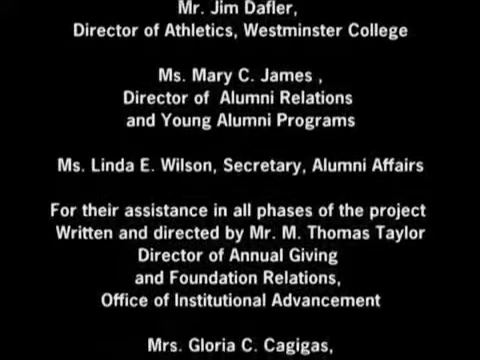 Mr. Jim Dafler,
Director of Athletics, Westminster College
Ms. Mary C. James ,
Director of Alumni Relations
and Young Alumni Programs
Ms. Linda E. Wilson, Secretary, Alumni Affairs
For their assistance in all phases of the project
Written and directed by Mr. M. Thomas Taylor
Director of Annual Giving
and Foundation Relations,
Office of Institutional Advancement
Mrs. Gloria C. Cagigas,